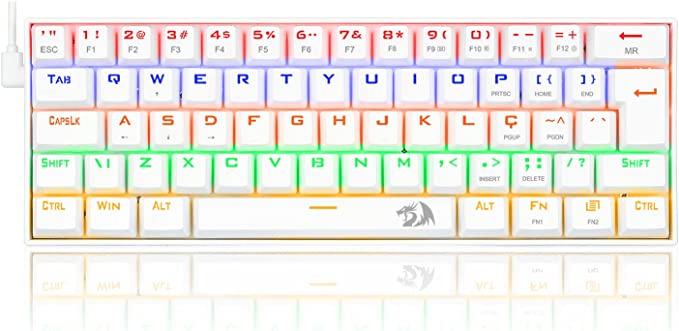 '" 1! 2@ 3# 4$ 5% 6¨ 7& 8* 9( 0) -_ =+ ←
ESC F1 F2 F3 F4 F5 F6 F7 F8 F9 F10 F11 F12 MR
TAB Q W E R T Y U I O P [{ ]}
↑ PRTSC HOME END
CAPSLK A S D F G H J K L Ç ~^ ´`
← ↓ → PGUP PGDN
SHIFT \| Z X C V B N M ,< .> ;: /? SHIFT
INSERT DELETE
CTRL WIN ALT ALT FN CTRL
FN1 FN2